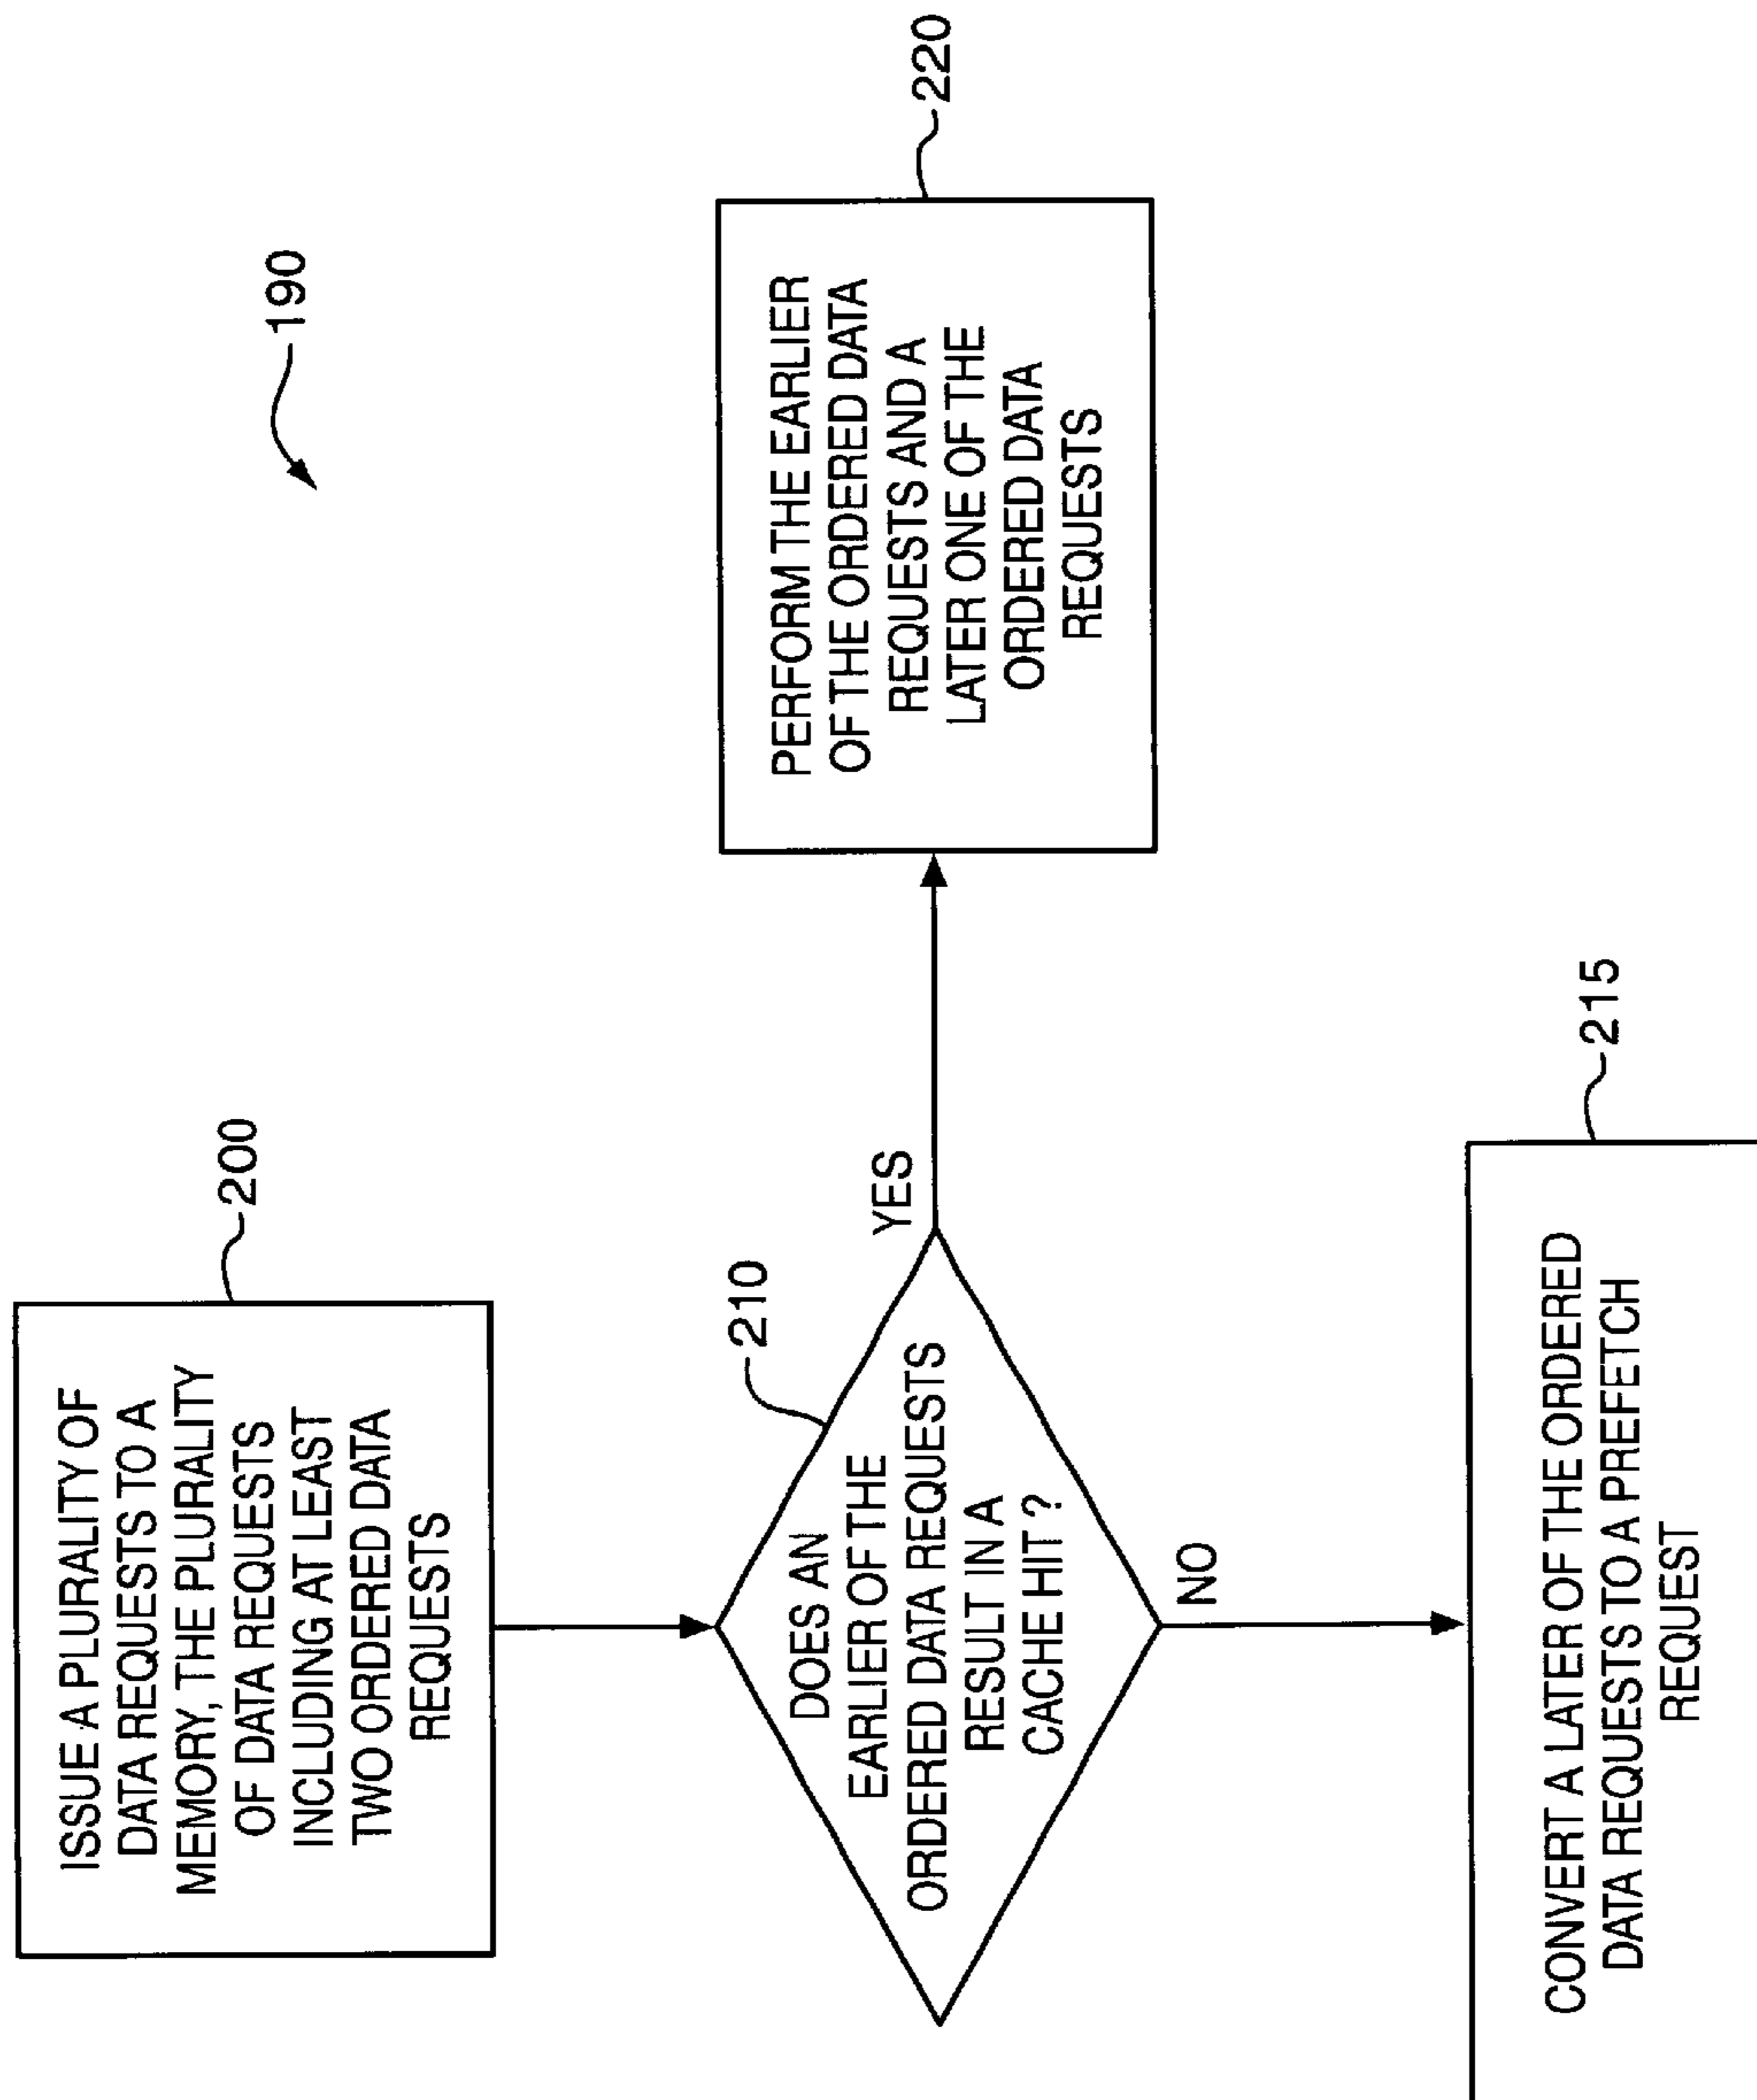 190
200
ISSUE A PLURALITY OF
DATA REQUESTS TO A
MEMORY, THE PLURALITY
OF DATA REQUESTS
INCLUDING AT LEAST
TWO ORDERED DATA
REQUESTS
210
DOES AN
EARLIER OF THE
ORDERED DATA REQUESTS
RESULT IN A
CACHE HIT ?
YES
220
PERFORM THE EARLIER
OF THE ORDERED DATA
REQUESTS AND A
LATER ONE OF THE
ORDERED DATA
REQUESTS
NO
215
CONVERT A LATER OF THE ORDERED
DATA REQUESTS TO A PREFETCH
REQUEST